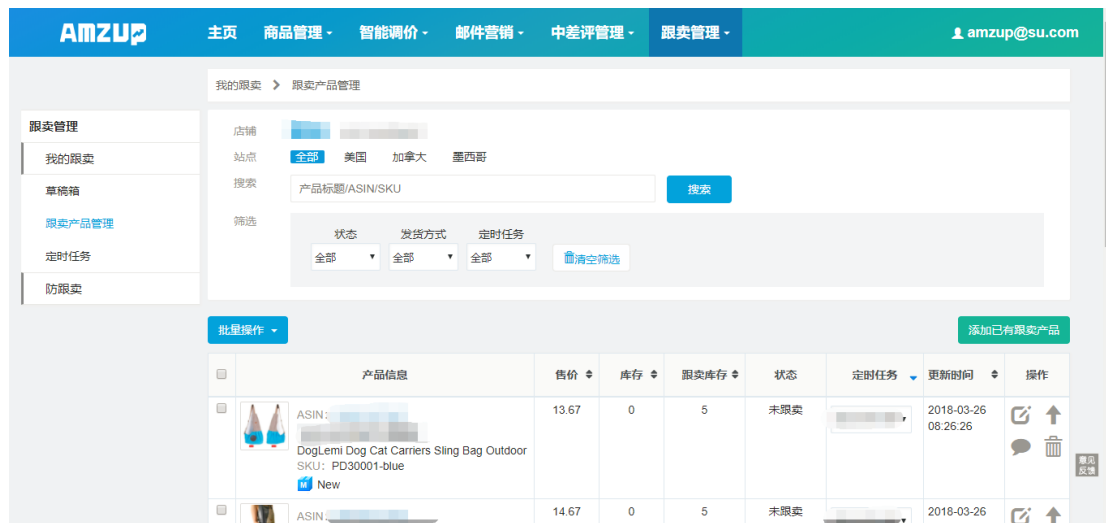 AMZUP 主页 商品管理 智能调价 邮件营销 中差评管理 跟卖管理 amzup@su.com
我的跟卖 > 跟卖产品管理
跟卖管理
我的跟卖
草稿箱
跟卖产品管理
定时任务
防跟卖
店铺
站点 全部 美国 加拿大 墨西哥
搜索 产品标题/ASIN/SKU 搜索
筛选
状态 发货方式 定时任务
全部 全部 全部 清空筛选
批量操作 添加已有跟卖产品
产品信息 售价 库存 跟卖库存 状态 定时任务 更新时间 操作
ASIN: 13.67 0 5 未跟卖 2018-03-26
08:26:26
DogLemi Dog Cat Carriers Sling Bag Outdoor
SKU: PD30001-blue
M New
意见
反馈
ASIN: 14.67 0 5 未跟卖 2018-03-26